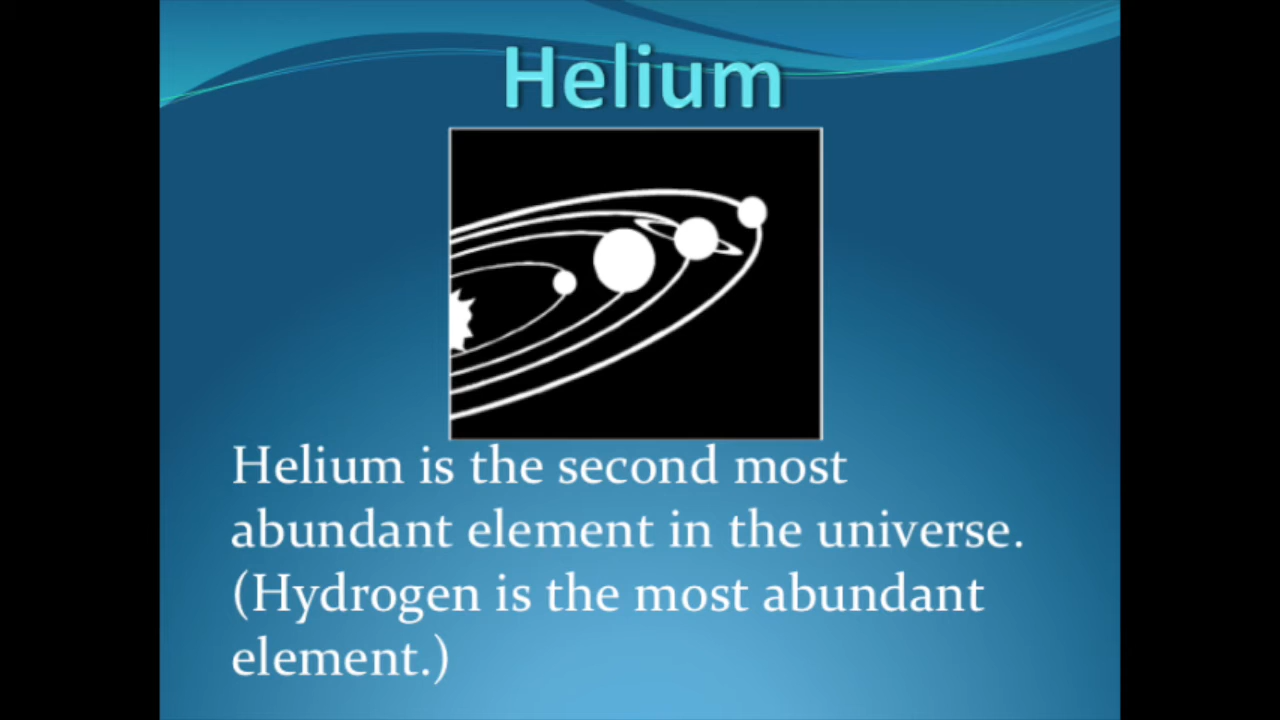 Helium
Helium is the second most
abundant element in the universe.
(Hydrogen is the most abundant
element.)